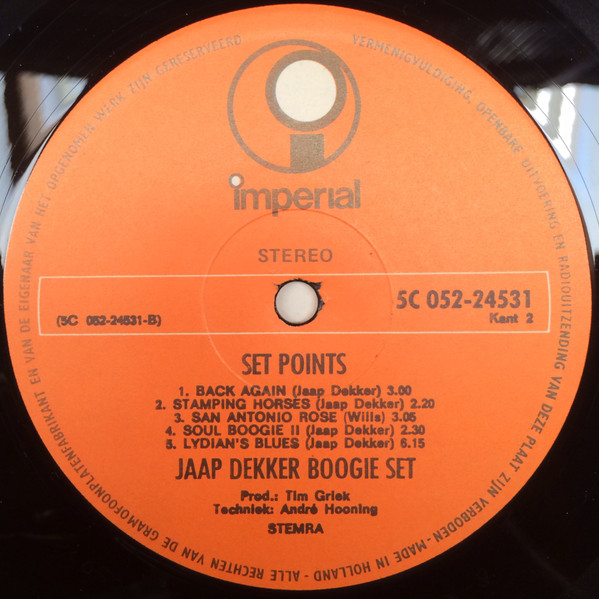 imperial
STEREO
5C 052-24531
Kant 2
(5C 052-24531-B)
SET POINTS
1. BACK AGAIN (Jaap Dekker) 3.00
2. STAMPING HORSES (Jaap Dekker) 2.20
3. SAN ANTONIO ROSE (Wills) 3.05
4. SOUL BOOGIE II (Jaap Dekker) 2.30
5. LYDIAN'S BLUES (Jaap Dekker) 6.15
JAAP DEKKER BOOGIE SET
Prod.: Tim Griek
Techniek: André Hooning
STEMRA
MADE IN HOLLAND - ALLE RECHTEN VAN DE GRAMOFOONPLATENFABRIKANT EN VAN DE EIGENAAR VAN HET OPGENOMEN WERK ZIJN GERESERVEERD VERMENIGVULDIGING, OPENBARE UITVOERING EN RADIOUITZENDING VAN DEZE PLAAT ZIJN VERBODEN -